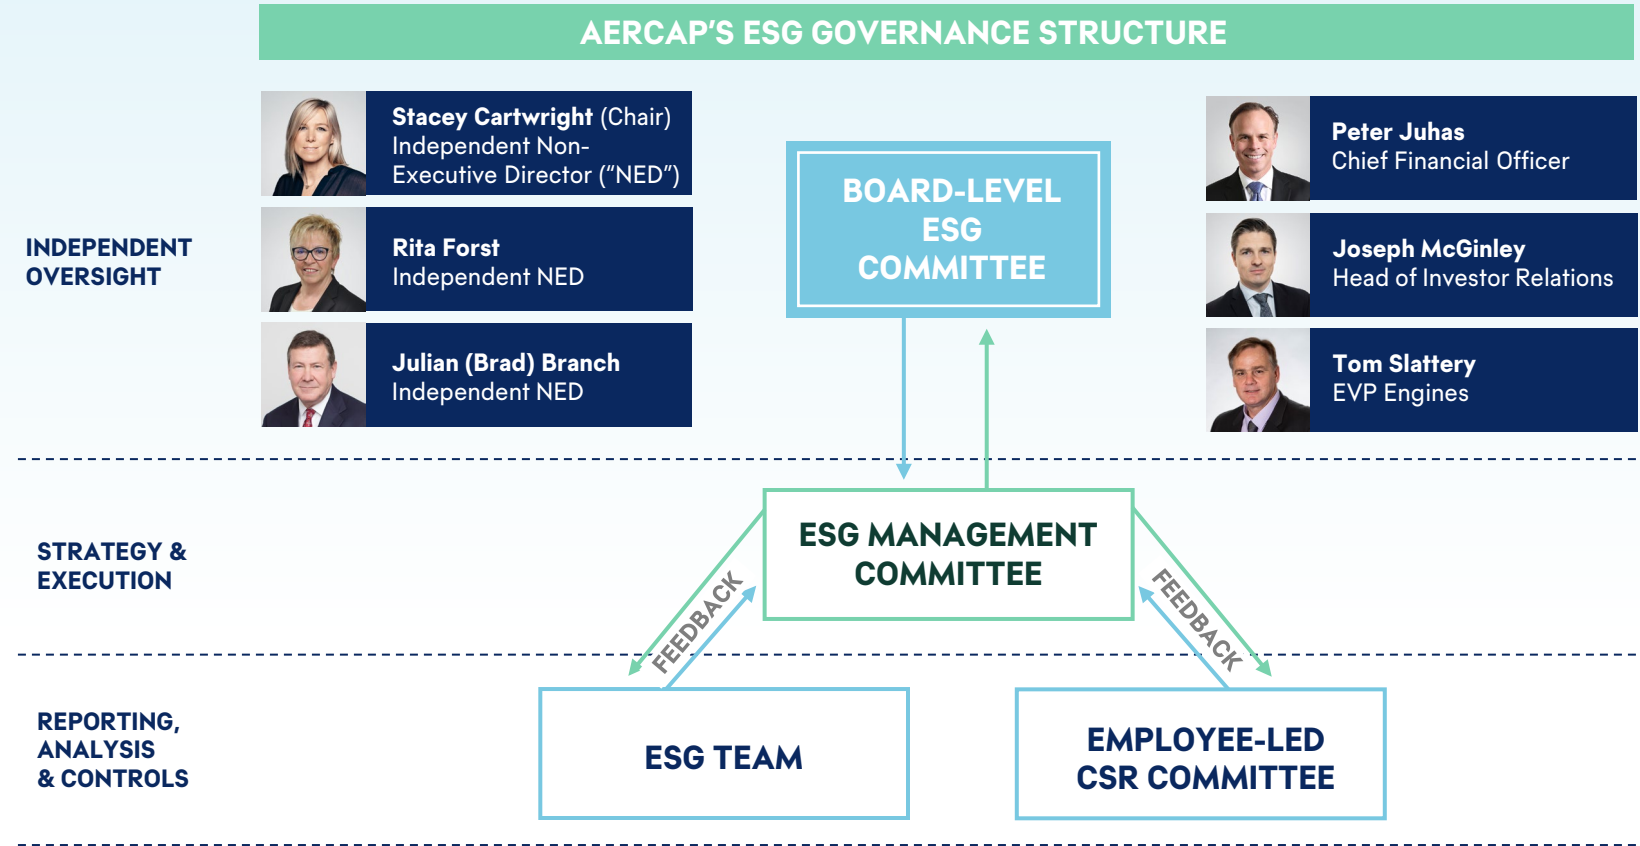 AERCAP'S ESG GOVERNANCE STRUCTURE
INDEPENDENT
OVERSIGHT
Stacey Cartwright (Chair)
Independent Non-
Executive Director (“NED”)
Rita Forst
Independent NED
Julian (Brad) Branch
Independent NED
BOARD-LEVEL
ESG
COMMITTEE
Peter Juhas
Chief Financial Officer
Joseph McGinley
Head of Investor Relations
Tom Slattery
EVP Engines
STRATEGY &
EXECUTION
ESG MANAGEMENT
COMMITTEE
FEEDBACK
FEEDBACK
REPORTING,
ANALYSIS
& CONTROLS
ESG TEAM
EMPLOYEE-LED
CSR COMMITTEE